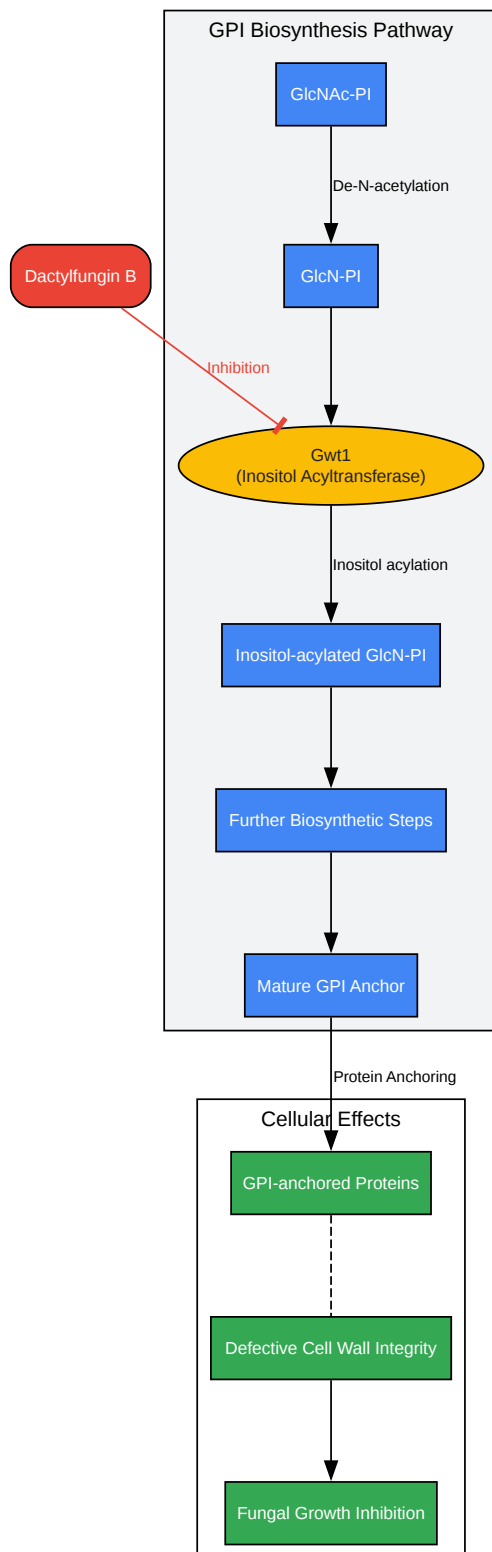 GPI Biosynthesis Pathway
GlcNAc-PI
De-N-acetylation
Dactylfungin B
GlcN-PI
Inhibition
Gwt1
(Inositol Acyltransferase)
Inositol acylation
Inositol-acylated GlcN-PI
Further Biosynthetic Steps
Mature GPI Anchor
Protein Anchoring
Cellular Effects
GPI-anchored Proteins
Defective Cell Wall Integrity
Fungal Growth Inhibition